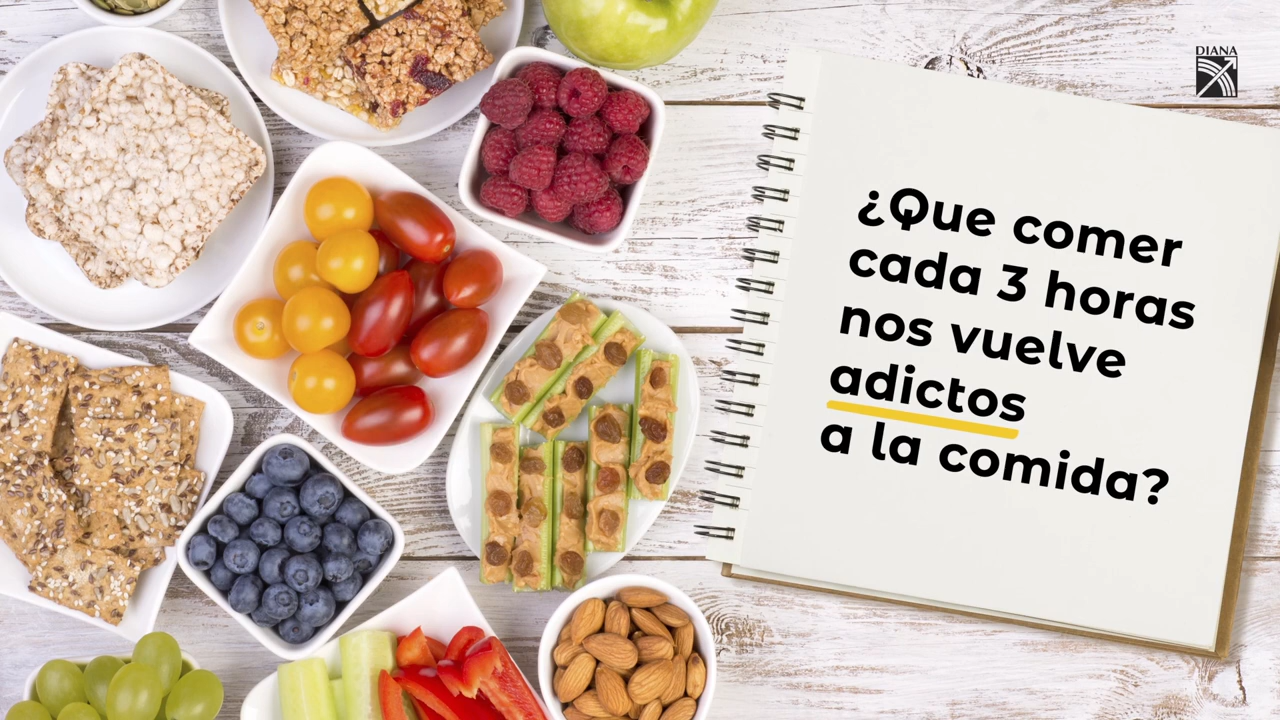 DIANA
¿Que comer
cada 3 horas
nos vuelve
adictos
a la comida?